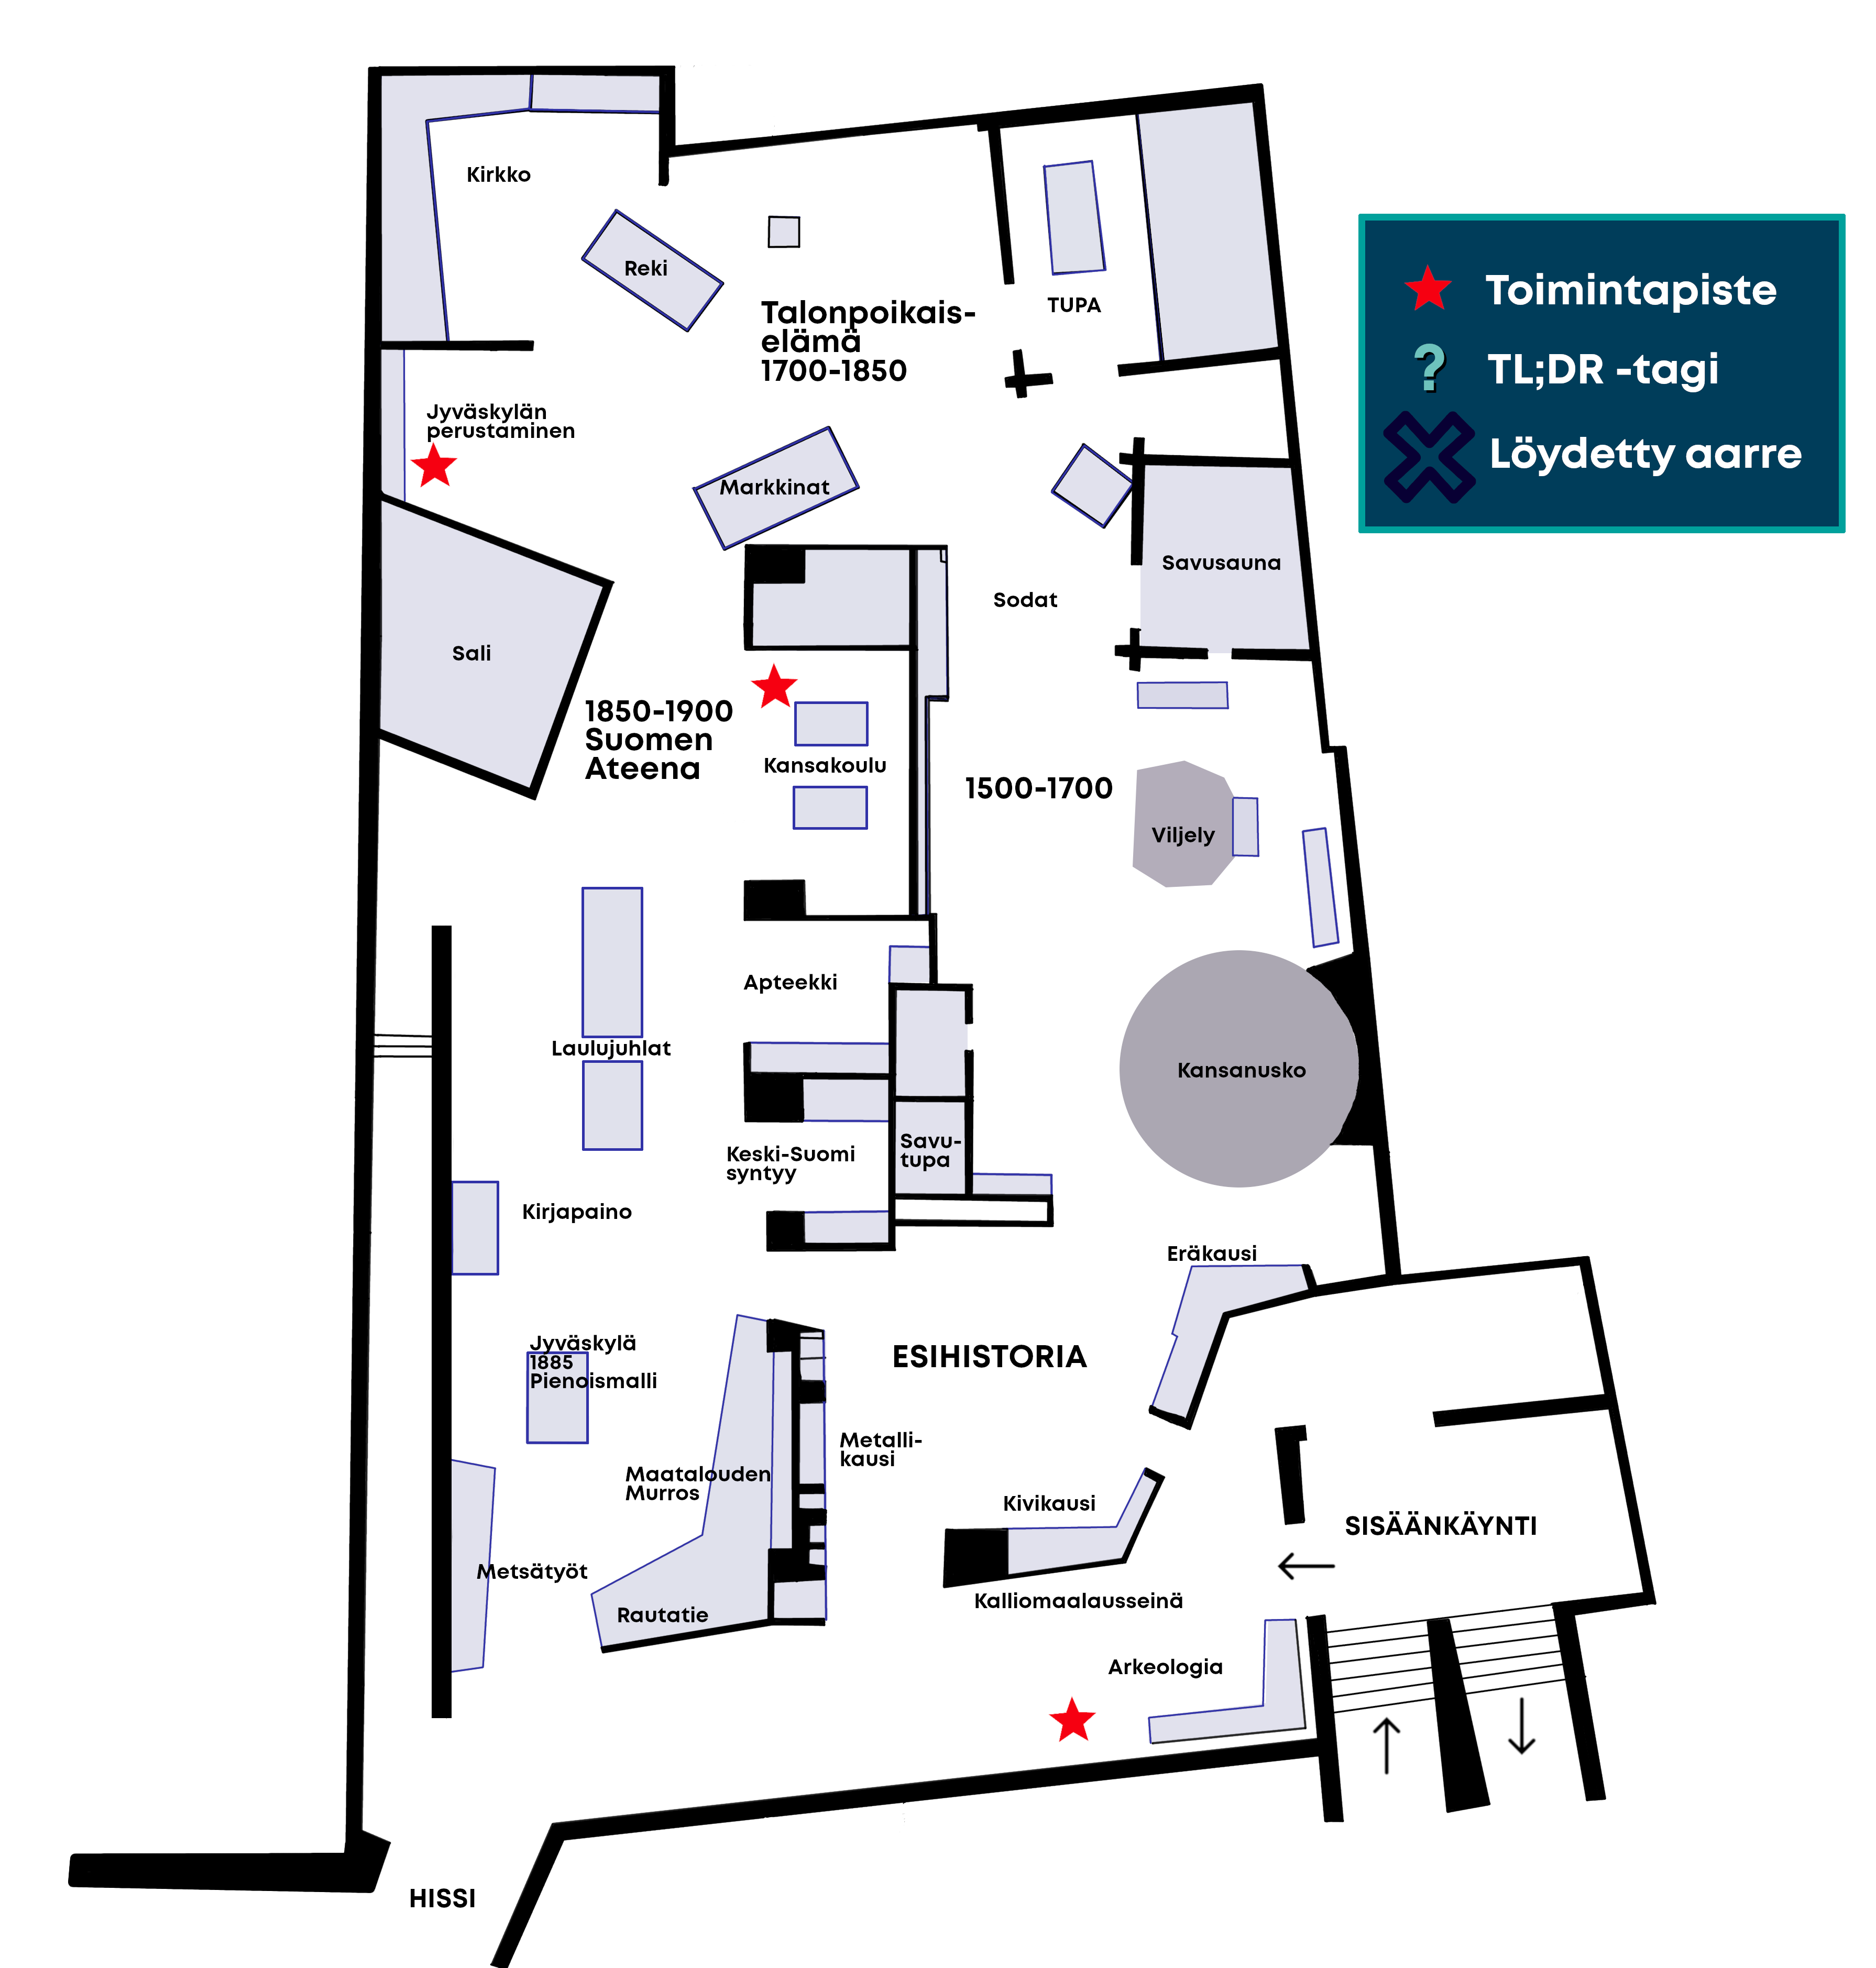 Kirkko
Reki
Talonpoikais-
elämä
1700-1850
TUPA
Toimintapiste
? TL;DR -tagi
Löydetty aarre
Jyväskylän
perustaminen
Markkinat
Savusauna
Sodat
Sali
1850-1900
Suomen
Ateena
Kansakoulu
1500-1700
Viljely
Apteekki
Laulujuhlat
Kansanusko
Keski-Suomi
syntyy
Savu-
tupa
Kirjapaino
Eräkausi
Jyväskylä
1885
Pienoismalli
ESIHISTORIA
Metalli-
kausi
Maatalouden
Murros
Kivikausi
SISÄÄNKÄYNTI
Metsätyöt
Rautatie
Kalliomaalausseinä
Arkeologia
HISSI